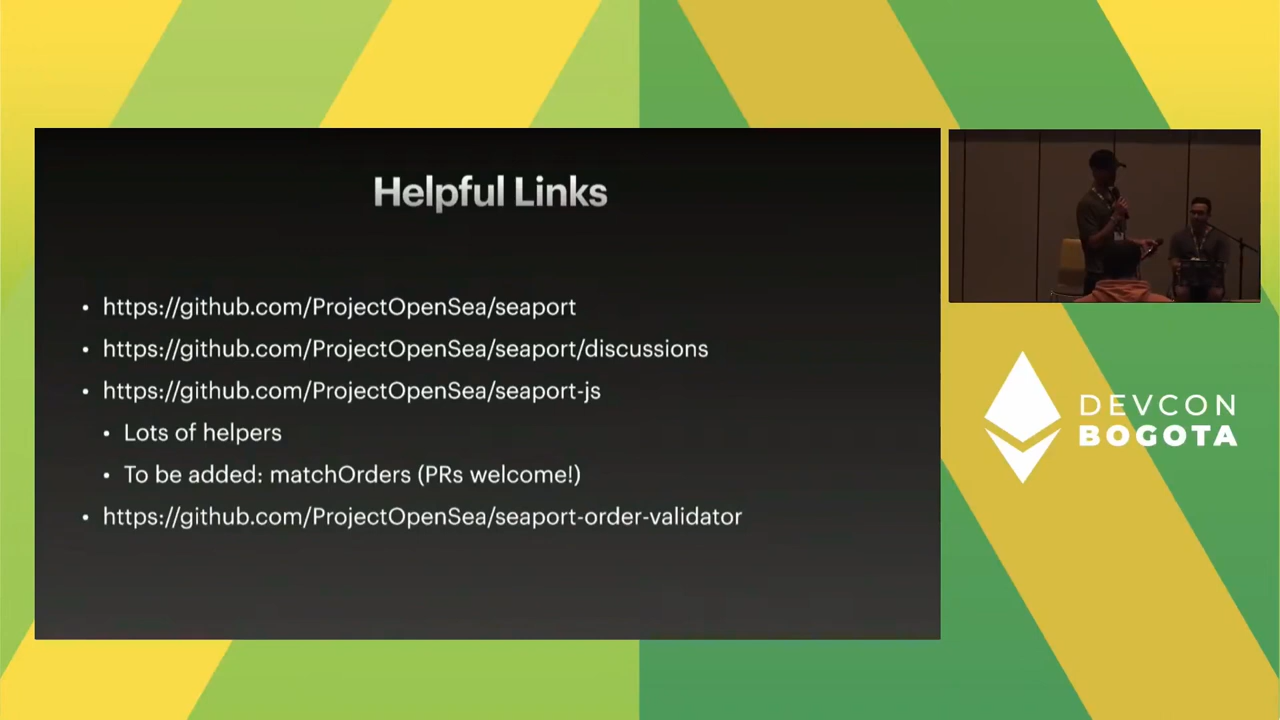 Helpful Links
• https://github.com/ProjectOpenSea/seaport
• https://github.com/ProjectOpenSea/seaport/discussions
• https://github.com/ProjectOpenSea/seaport-js
• Lots of helpers
• To be added: matchOrders (PRs welcome!)
• https://github.com/ProjectOpenSea/seaport-order-validator
DEVCON
BOGOTA